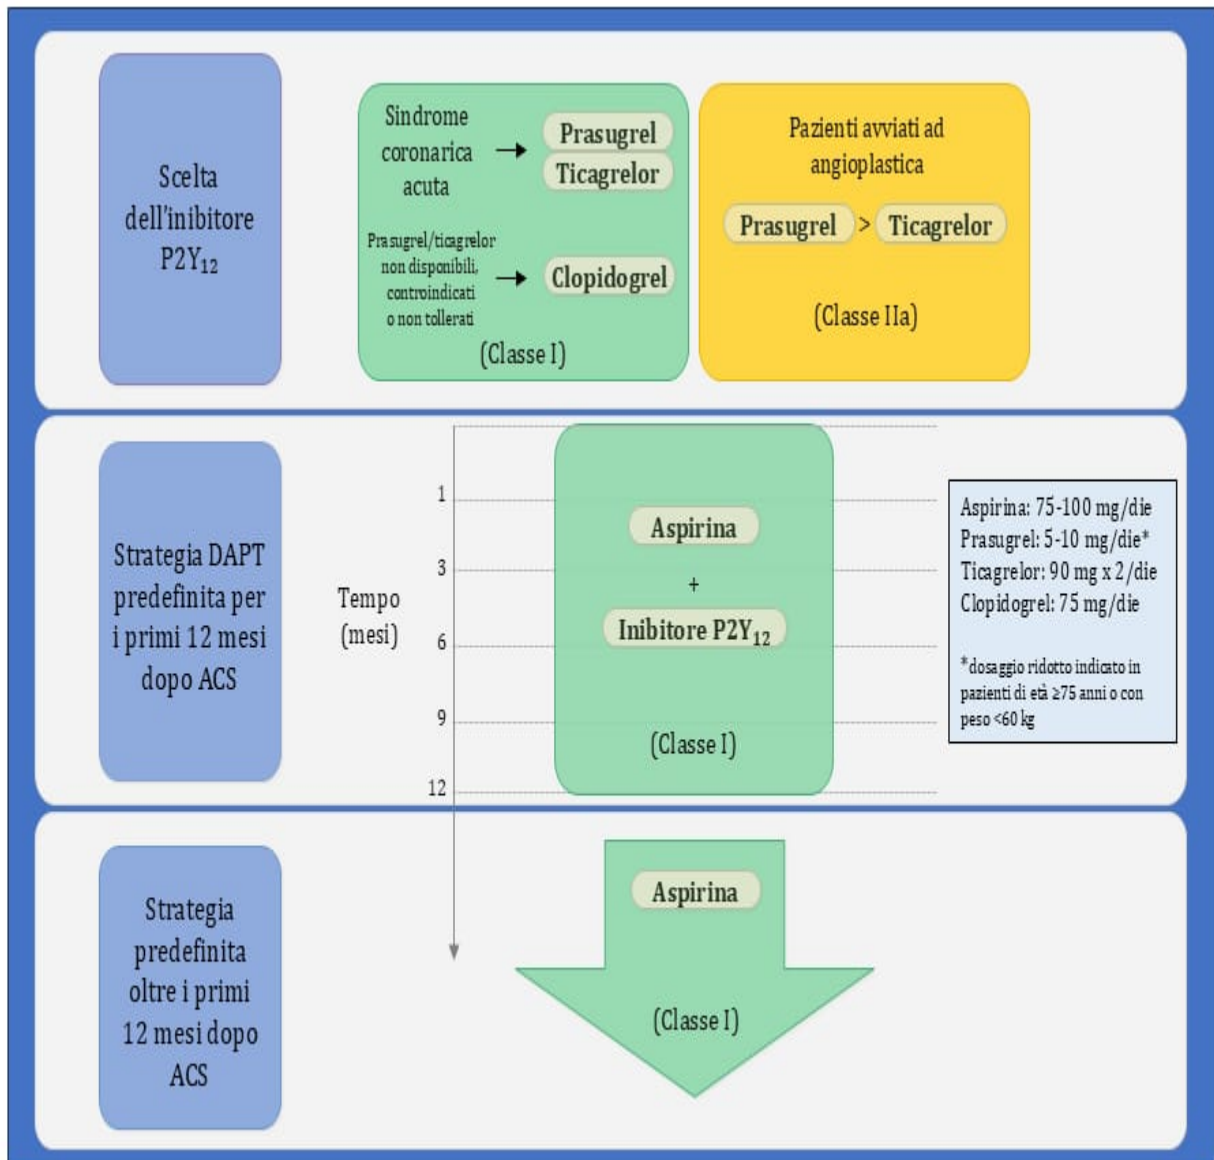 Scelta
dell'inibitore
P2Y₁₂
Sindrome
coronarica
acuta
→
Prasugrel
Ticagrelor
Prasugrel/ticagrelor
non disponibili,
controindicati
o non tollerati
→
Clopidogrel
(Classe I)
Pazienti avviati ad
angioplastica
Prasugrel > Ticagrelor
(Classe IIa)
Strategia DAPT
predefinita per
i primi 12 mesi
dopo ACS
Tempo
(mesi)
1
3
6
9
12
Aspirina
+
Inibitore P2Y₁₂
(Classe I)
Aspirina: 75-100 mg/die
Prasugrel: 5-10 mg/die*
Ticagrelor: 90 mg x 2/die
Clopidogrel: 75 mg/die
*dosaggio ridotto indicato in
pazienti di età ≥75 anni o con
peso <60 kg
Strategia
predefinita
oltre i primi
12 mesi dopo
ACS
Aspirina
(Classe I)